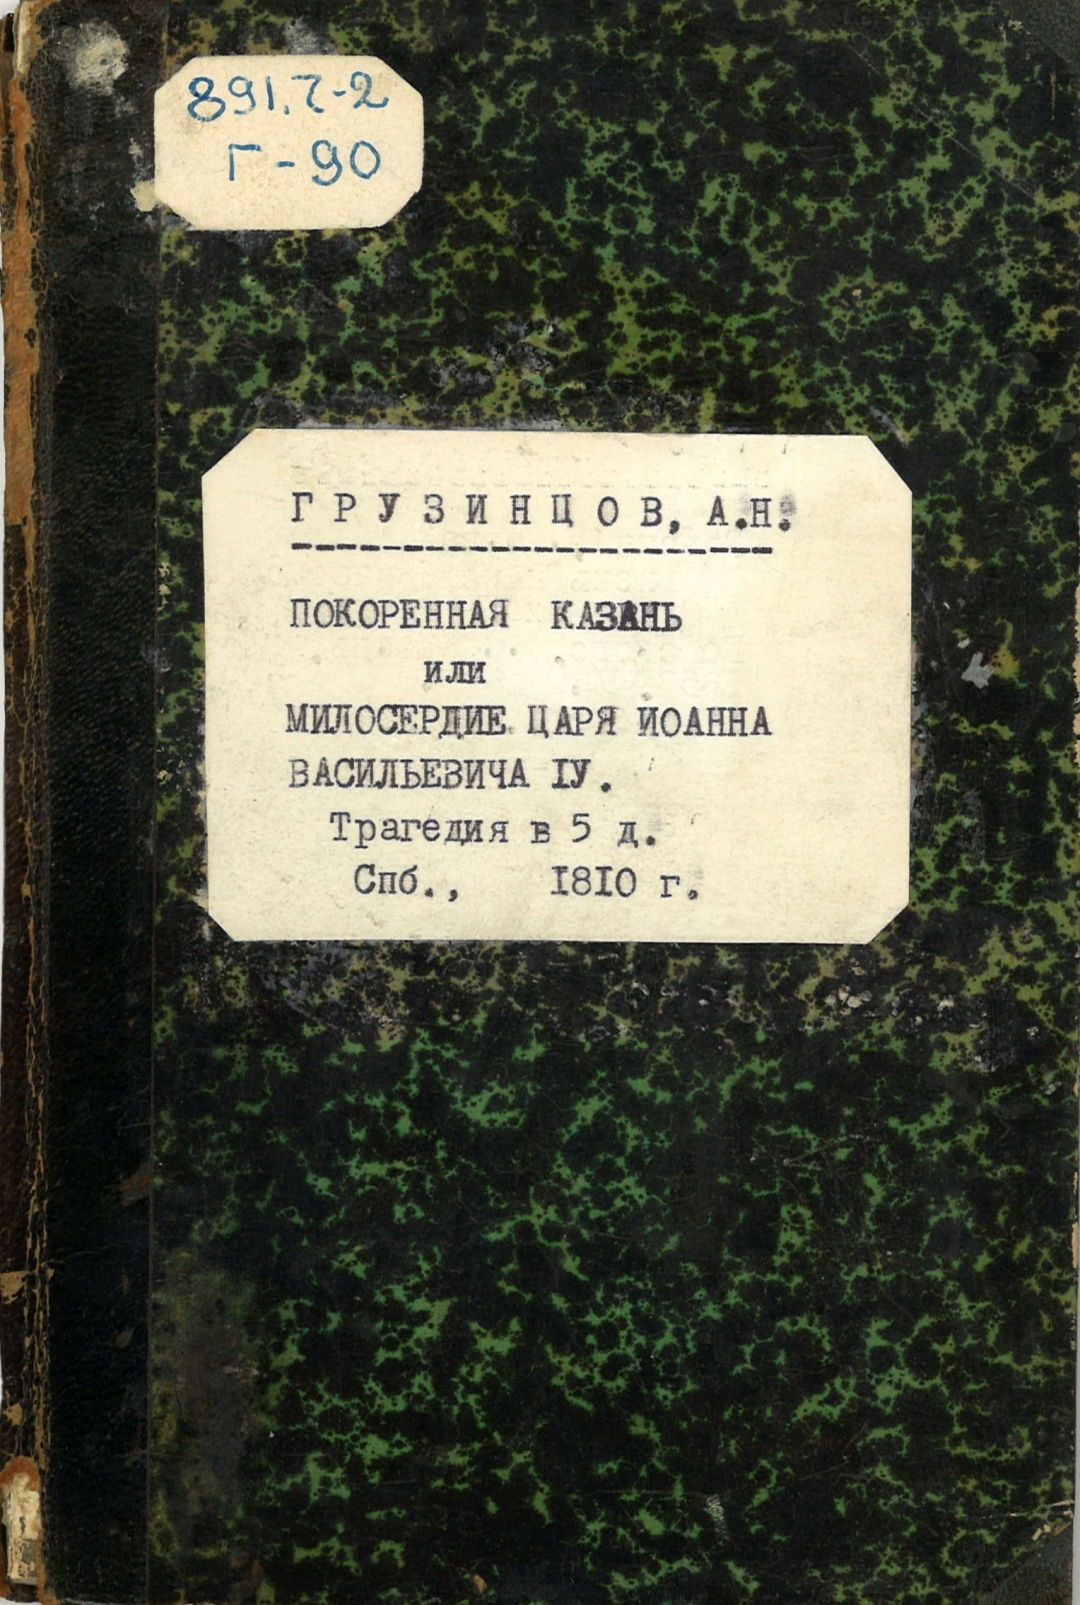 891.7-2
Г-90
ГРУЗИНЦОВ, А.Н.
ПОКОРЕННАЯ КАЗАНЬ
или
МИЛОСЕРДИЕ ЦАРЯ ИОАННА
ВАСИЛЬЕВИЧА IУ.
Трагедия в 5 д.
Спб., 1810 г.